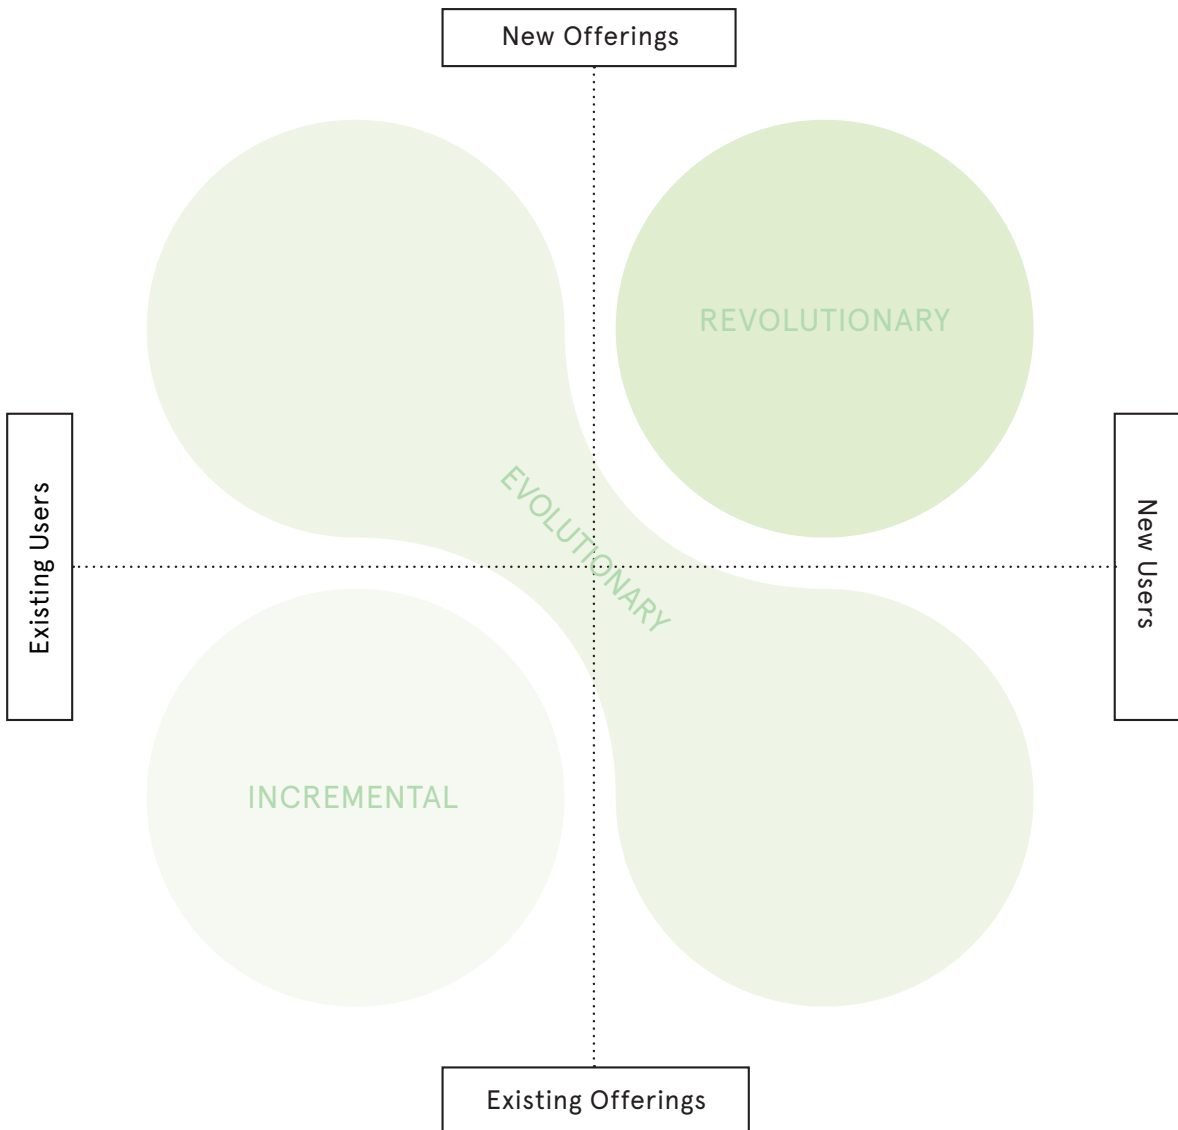 New Offerings
REVOLUTIONARY
Existing Users
EVOLUTIONARY
New Users
INCREMENTAL
Existing Offerings